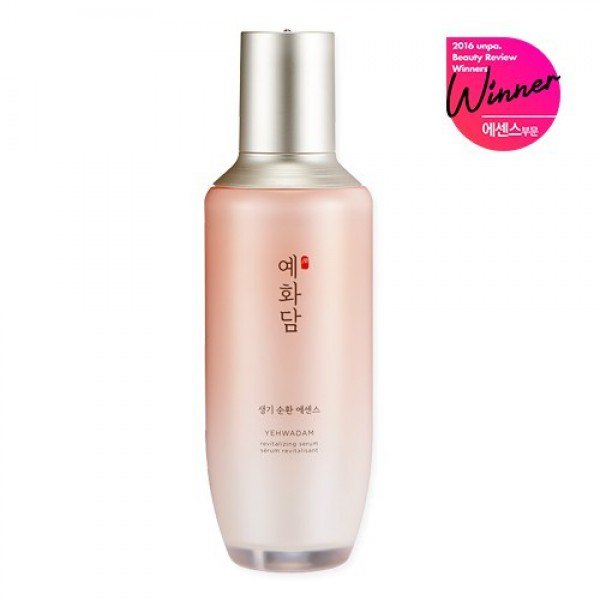 2016 unpa.
Beauty Review
Winners
Winner
에센스부문
예
화
담
생기 순환 에센스
YEHWADAM
revitalizing serum
sérum revitalisant